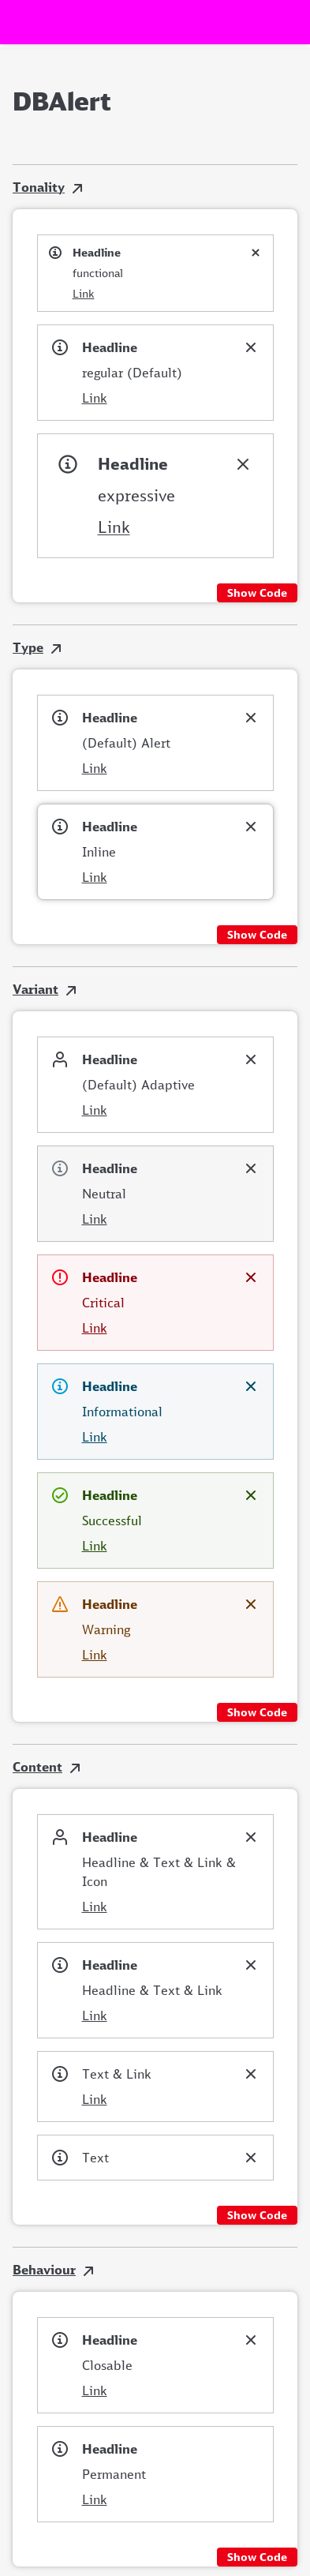 DBAlert
Tonality
Headline
functional
Link
Headline
regular (Default)
Link
Headline
expressive
Link
Show Code
Type
Headline
(Default) Alert
Link
Headline
Inline
Link
Show Code
Variant
Headline
(Default) Adaptive
Link
Headline
Neutral
Link
Headline
Critical
Link
Headline
Informational
Link
Headline
Successful
Link
Headline
Warning
Link
Show Code
Content
Headline
Headline & Text & Link &
Icon
Link
Headline
Headline & Text & Link
Link
Text & Link
Link
Text
Show Code
Behaviour
Headline
Closable
Link
Headline
Permanent
Link
Show Code